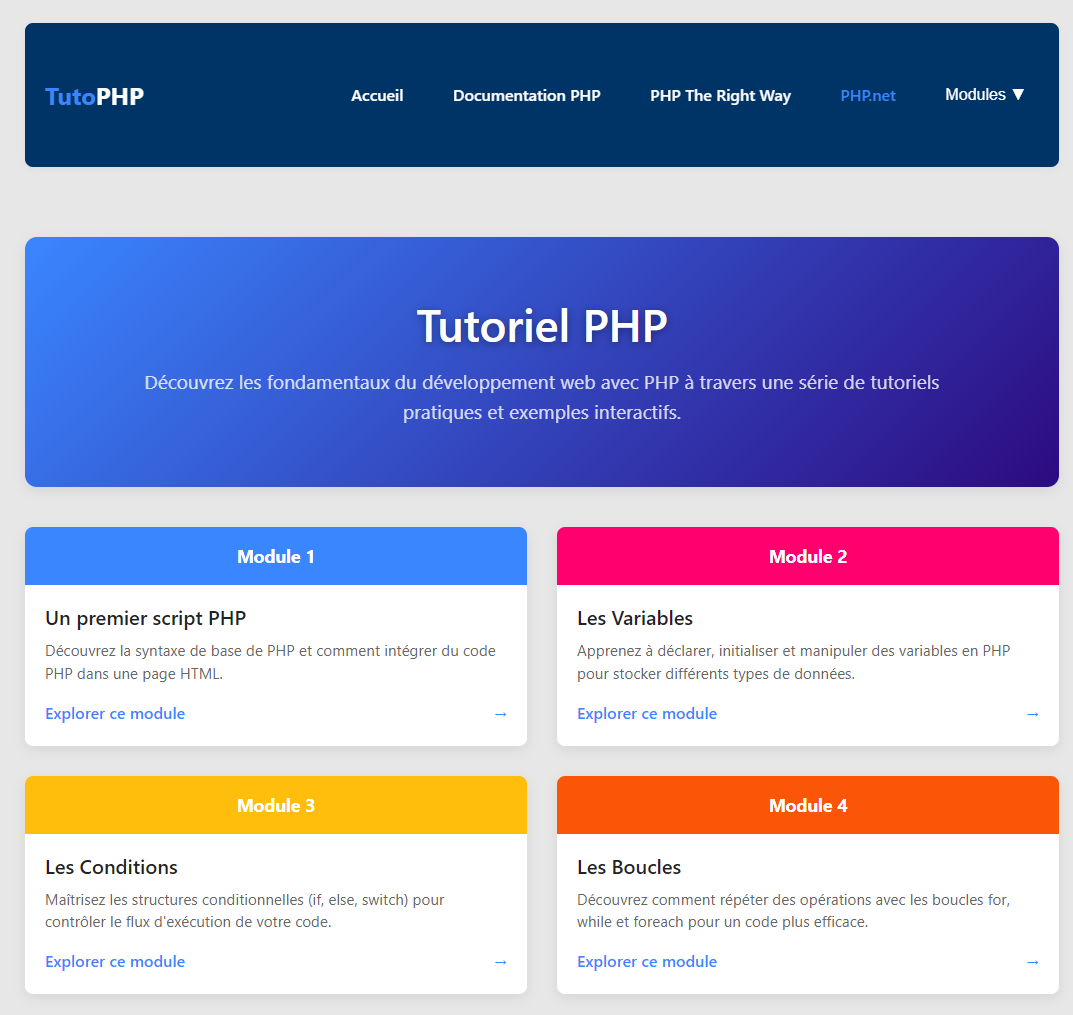 TutoPHP
Accueil
Documentation PHP
PHP The Right Way
PHP.net
Modules ▼
Tutoriel PHP
Découvrez les fondamentaux du développement web avec PHP à travers une série de tutoriels
pratiques et exemples interactifs.
Module 1
Un premier script PHP
Découvrez la syntaxe de base de PHP et comment intégrer du code
PHP dans une page HTML.
Explorer ce module →
Module 2
Les Variables
Apprenez à déclarer, initialiser et manipuler des variables en PHP
pour stocker différents types de données.
Explorer ce module →
Module 3
Les Conditions
Maîtrisez les structures conditionnelles (if, else, switch) pour
contrôler le flux d'exécution de votre code.
Explorer ce module →
Module 4
Les Boucles
Découvrez comment répéter des opérations avec les boucles for,
while et foreach pour un code plus efficace.
Explorer ce module →